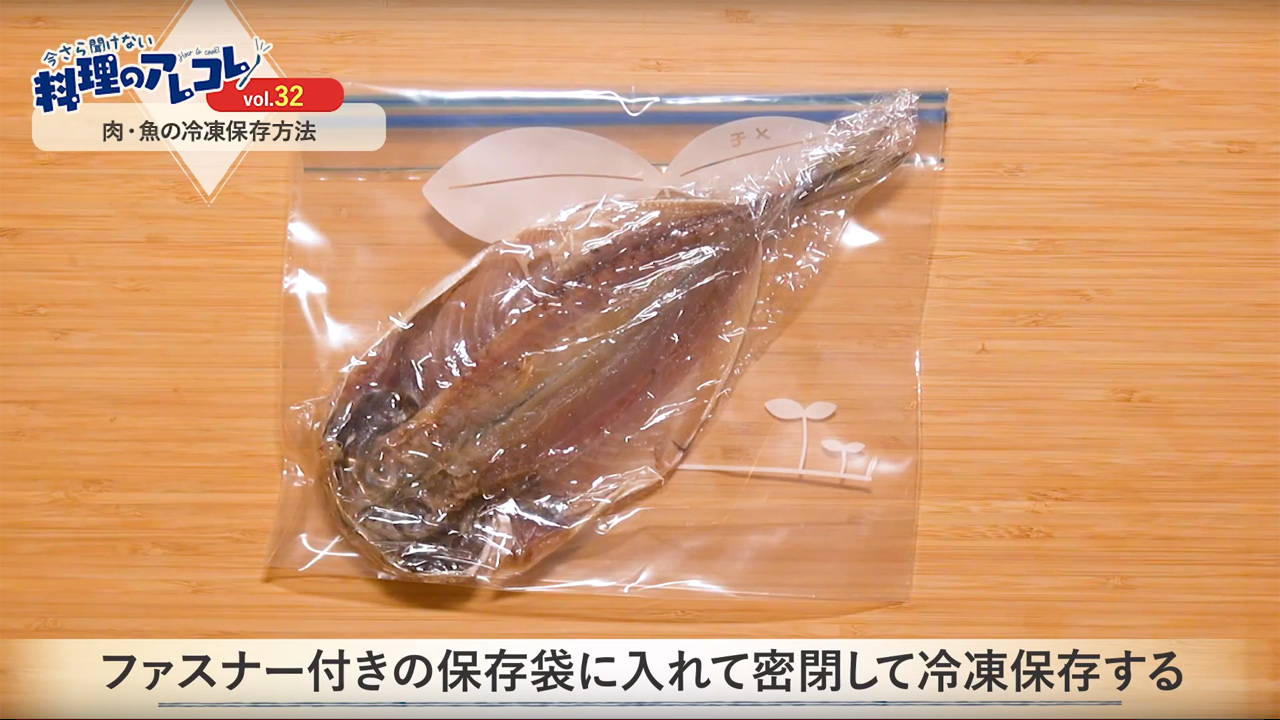 今さら聞けない
How to cook!
料理のアレコレ
vol.32
肉・魚の冷凍保存方法
メモ
ファスナー付きの保存袋に入れて密閉して冷凍保存する